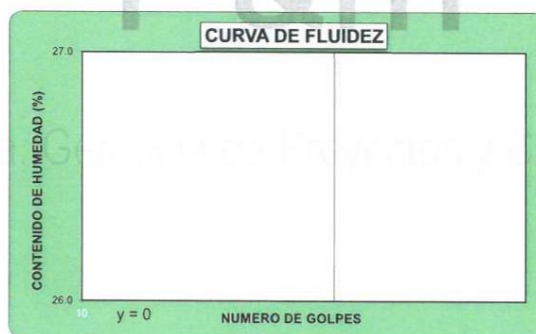 CURVA DE FLUIDEZ
27.0
CONTENIDO DE HUMEDAD (%)
26.0
10
y = 0
NUMERO DE GOLPES